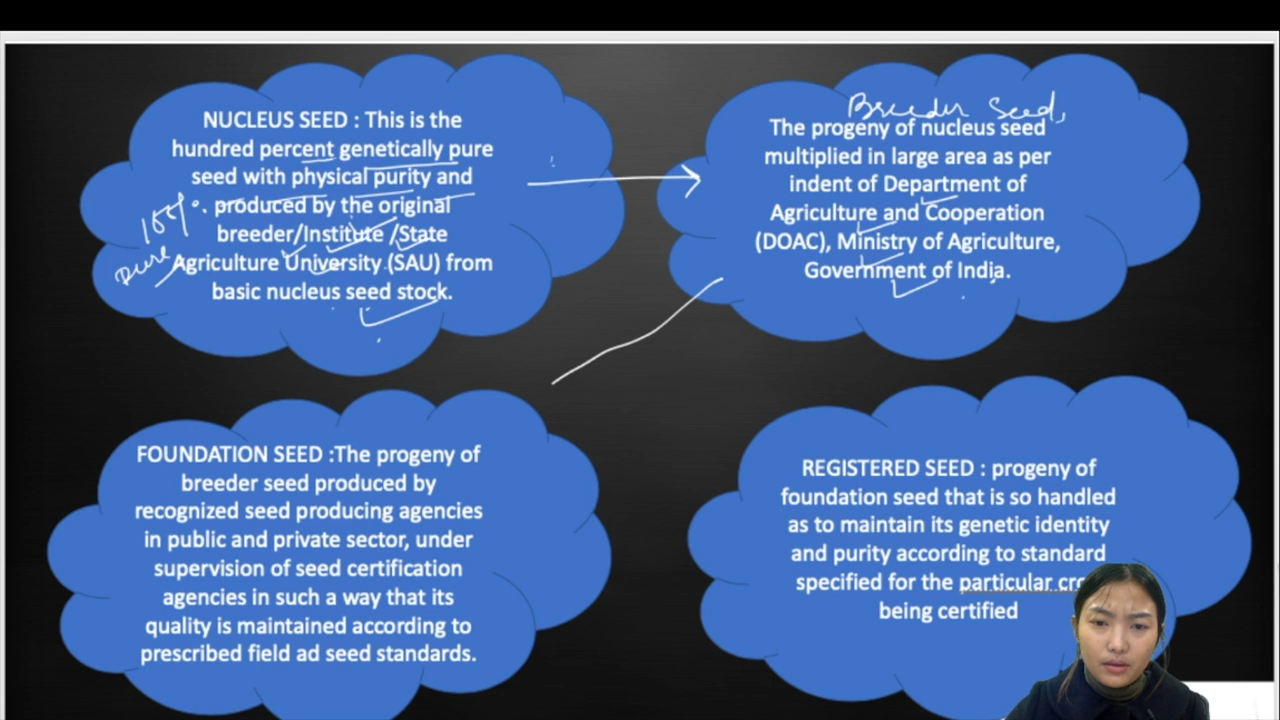 NUCLEUS SEED : This is the
hundred percent genetically pure
seed with physical purity and
produced by the original
breeder/Institute /State
Agriculture University (SAU) from
basic nucleus seed stock.
100%
pure
Breeder Seed,
The progeny of nucleus seed
multiplied in large area as per
indent of Department of
Agriculture and Cooperation
(DOAC), Ministry of Agriculture,
Government of India.
FOUNDATION SEED :The progeny of
breeder seed produced by
recognized seed producing agencies
in public and private sector, under
supervision of seed certification
agencies in such a way that its
quality is maintained according to
prescribed field ad seed standards.
REGISTERED SEED : progeny of
foundation seed that is so handled
as to maintain its genetic identity
and purity according to standard
specified for the particular cro
being certified